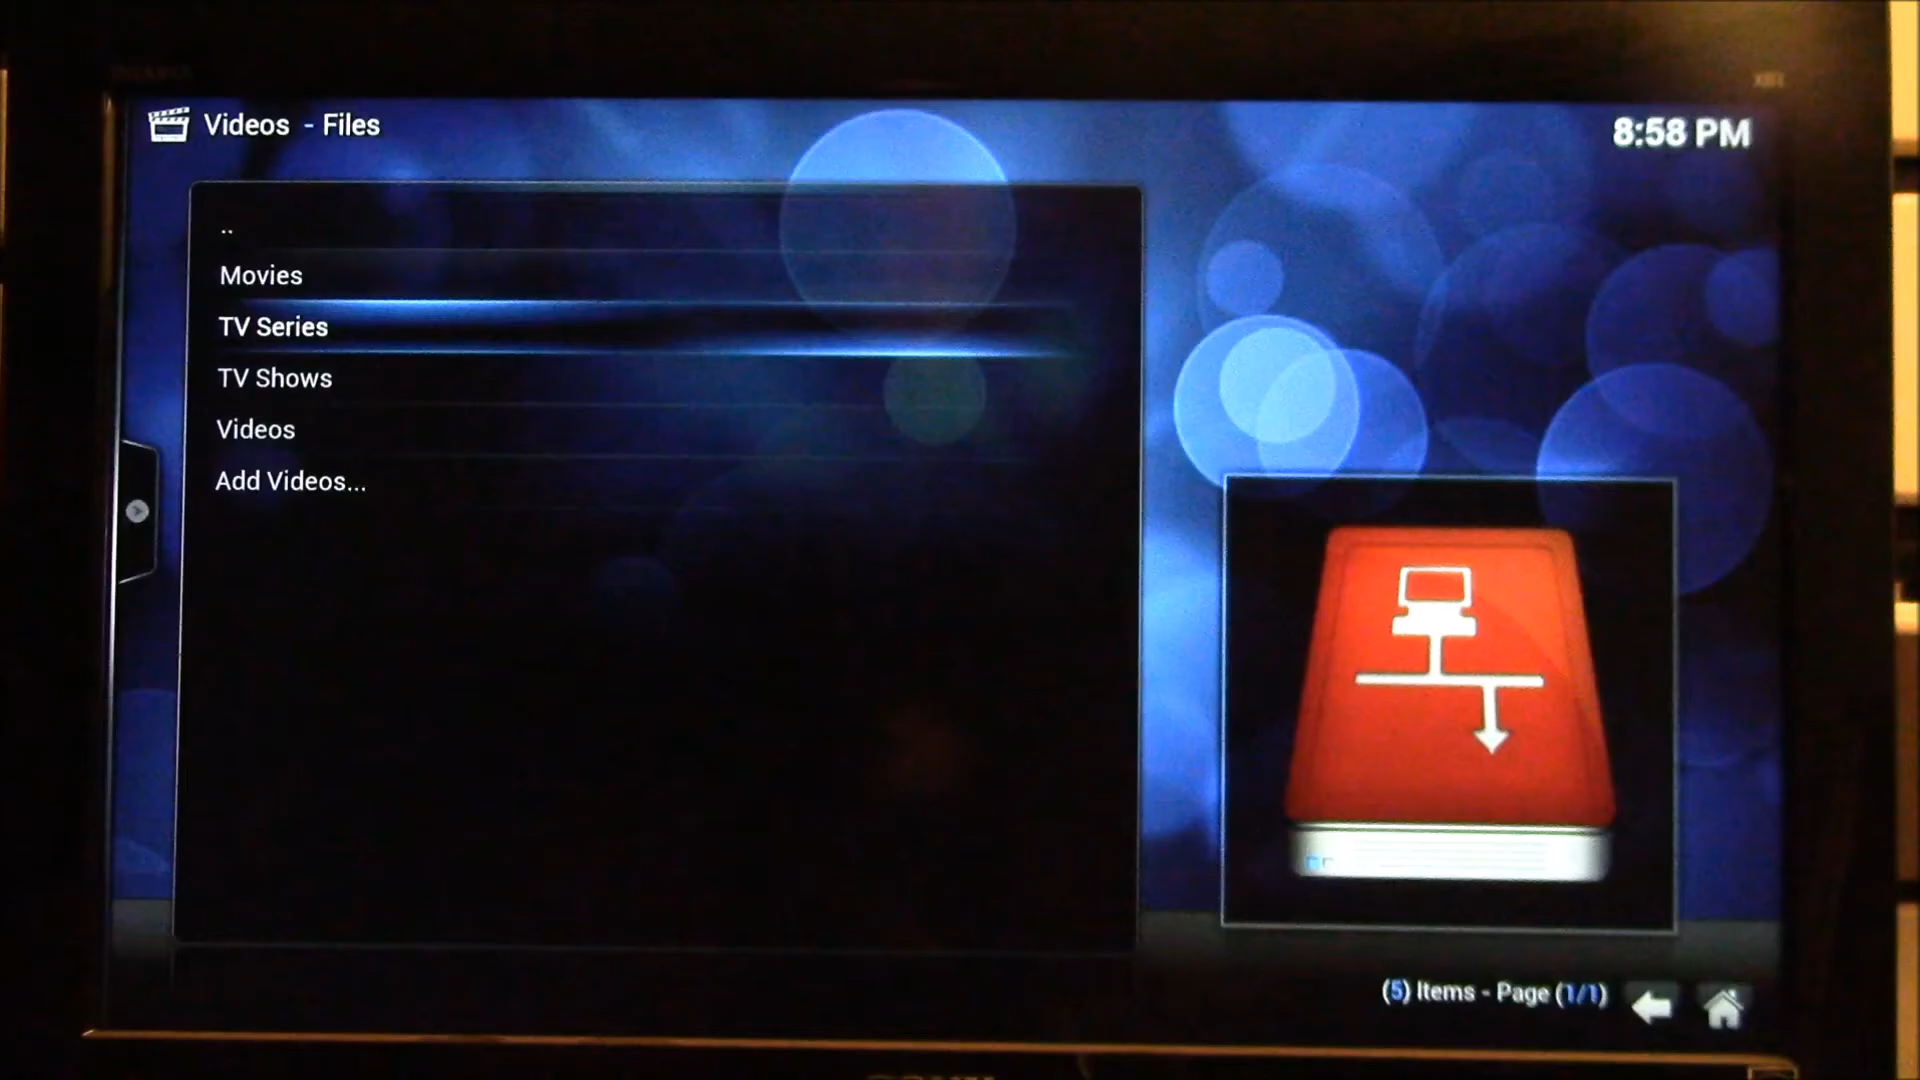 Videos - Files
8:58 PM
..
Movies
TV Series
TV Shows
Videos
Add Videos...
(5) Items - Page (1/1)